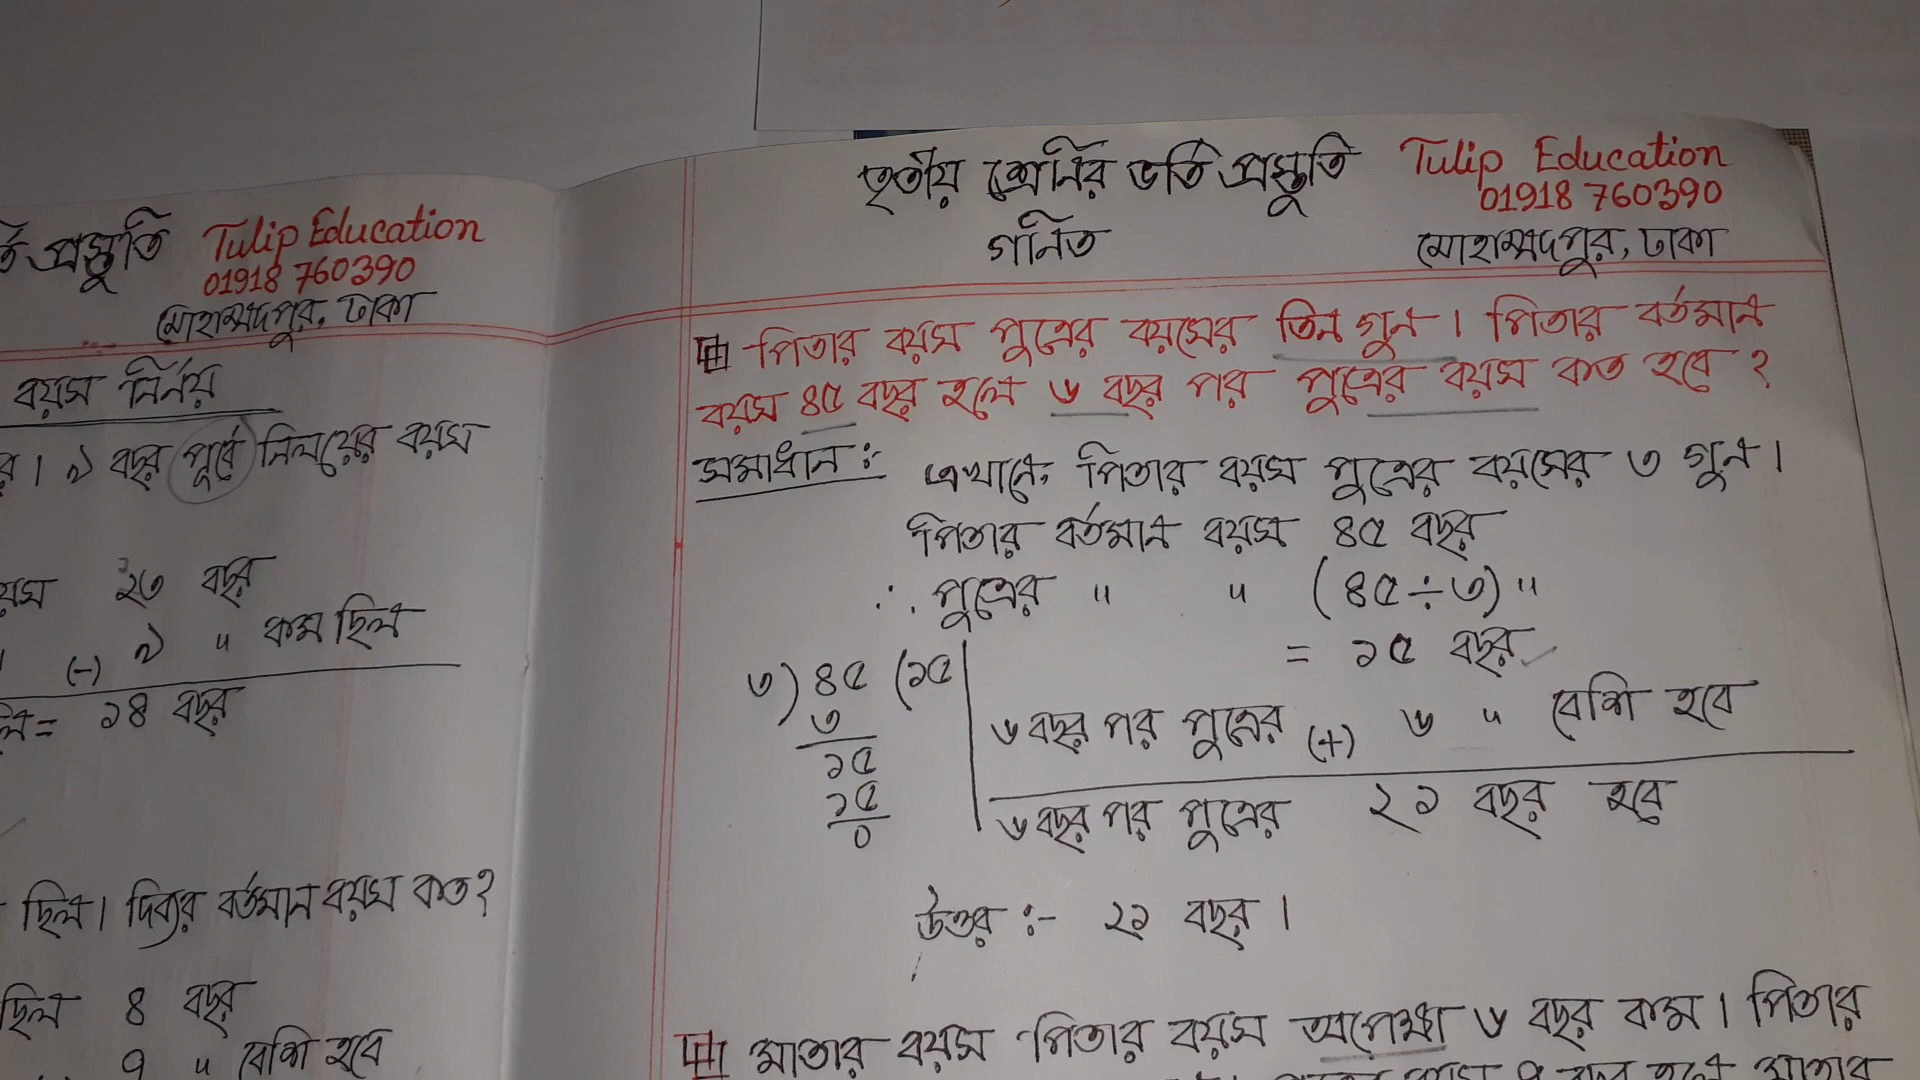 প্রস্তুতি Tulip Education
01918 760390
মোহাম্মদপুর, ঢাকা
বয়স নির্নয়
র। ৯ বছর পূর্বে নিলয়ের বয়স
২৩ বছর
(-) ৯ " কম ছিল
= ১৪ বছর
ছিল। দিব্যর বর্তমান বয়স কত?
ছিল ৪ বছর
৭ " বেশি হবে
তৃতীয় শ্রেনির ভর্তি প্রস্তুতি Tulip Education
01918 760390
গনিত মোহাম্মদপুর, ঢাকা
পিতার বয়স পুত্রের বয়সের তিন গুন। পিতার বর্তমান
বয়স ৪৫ বছর হলে ৬ বছর পর পুত্রের বয়স কত হবে?
সমাধান :- এখানে, পিতার বয়স পুত্রের বয়সের ৩ গুন।
পিতার বর্তমান বয়স ৪৫ বছর
∴ পুত্রের " " (৪৫÷৩) "
= ১৫ বছর
৩) ৪৫ (১৫
৩
১৫
১৫
০
৬ বছর পর পুত্রের (+) ৬ " বেশি হবে
৬ বছর পর পুত্রের ২১ বছর হবে
উত্তর :- ২১ বছর।
মাতার বয়স পিতার বয়স অপেক্ষা ৬ বছর কম। পিতার